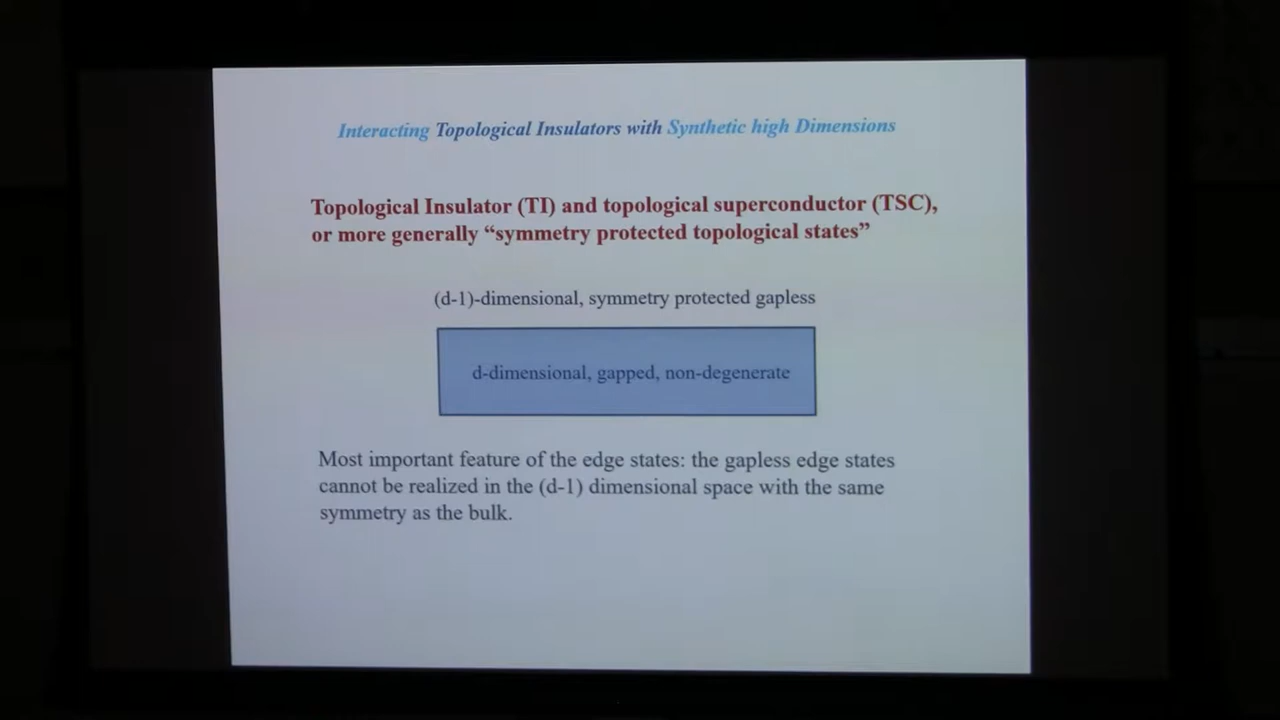 Interacting Topological Insulators with Synthetic high Dimensions
Topological Insulator (TI) and topological superconductor (TSC),
or more generally “symmetry protected topological states”
(d-1)-dimensional, symmetry protected gapless
d-dimensional, gapped, non-degenerate
Most important feature of the edge states: the gapless edge states
cannot be realized in the (d-1) dimensional space with the same
symmetry as the bulk.